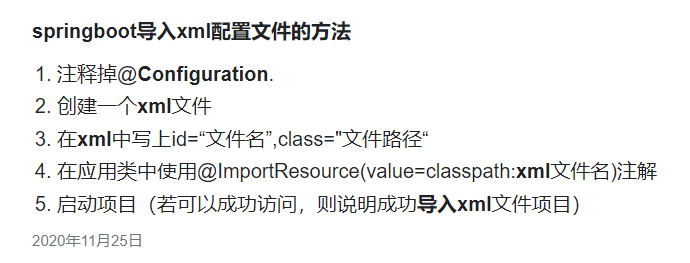 springboot导入xml配置文件的方法
1. 注释掉@Configuration.
2. 创建一个xml文件
3. 在xml中写上id=“文件名”,class="文件路径“
4. 在应用类中使用@ImportResource(value=classpath:xml文件名)注解
5. 启动项目（若可以成功访问，则说明成功导入xml文件项目）
2020年11月25日